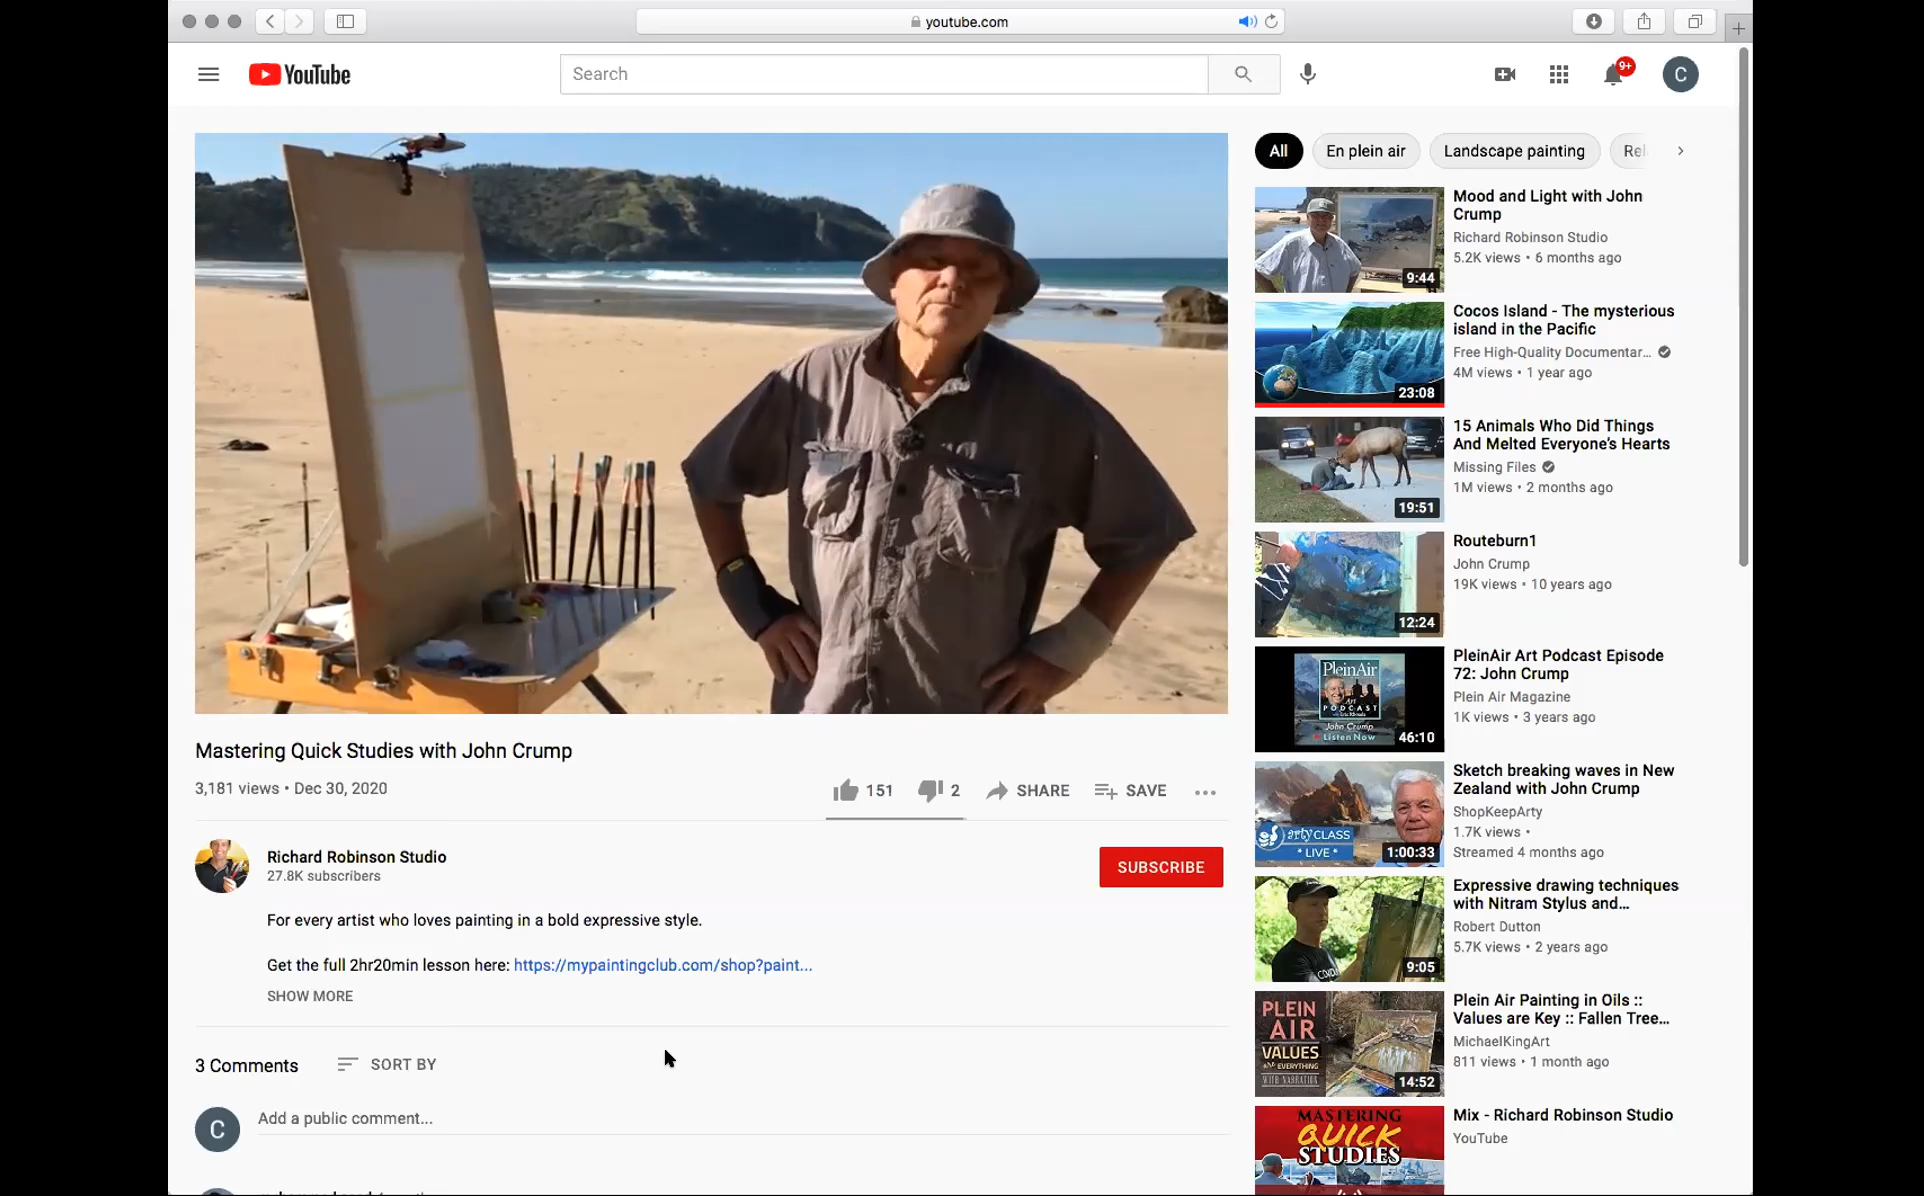 youtube.com
YouTube
Search
9+
C
All
En plein air
Landscape painting
Mood and Light with John
Crump
Richard Robinson Studio
5.2K views • 6 months ago
9:44
Cocos Island - The mysterious
island in the Pacific
Free High-Quality Documentar...
4M views • 1 year ago
23:08
15 Animals Who Did Things
And Melted Everyone's Hearts
Missing Files
1M views • 2 months ago
19:51
Routeburn1
John Crump
19K views • 10 years ago
12:24
PleinAir Art Podcast Episode
72: John Crump
Plein Air Magazine
1K views • 3 years ago
PleinAir
Art
PODCAST
John Crump
Listen Now
46:10
Sketch breaking waves in New
Zealand with John Crump
ShopKeepArty
1.7K views •
Streamed 4 months ago
arty CLASS
* LIVE *
1:00:33
Expressive drawing techniques
with Nitram Stylus and...
Robert Dutton
5.7K views • 2 years ago
9:05
Plein Air Painting in Oils ::
Values are Key :: Fallen Tree...
MichaelKingArt
811 views • 1 month ago
PLEIN
AIR
VALUES
ARE EVERYTHING
WITH NARRATION
14:52
Mix - Richard Robinson Studio
YouTube
MASTERING
QUICK
STUDIES
Mastering Quick Studies with John Crump
3,181 views • Dec 30, 2020
151
2
SHARE
SAVE
Richard Robinson Studio
27.8K subscribers
SUBSCRIBE
For every artist who loves painting in a bold expressive style.
Get the full 2hr20min lesson here: https://mypaintingclub.com/shop?paint...
SHOW MORE
3 Comments
SORT BY
C
Add a public comment...